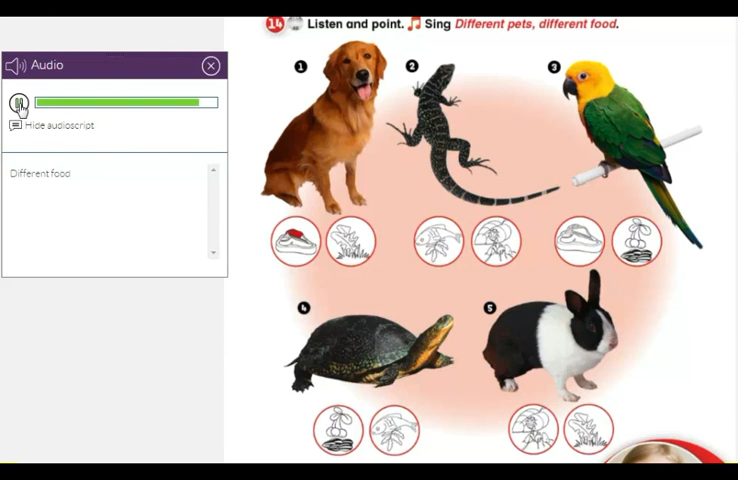 14 Listen and point. Sing Different pets, different food.
Audio
Hide audioscript
Different food
1
2
3
4
5